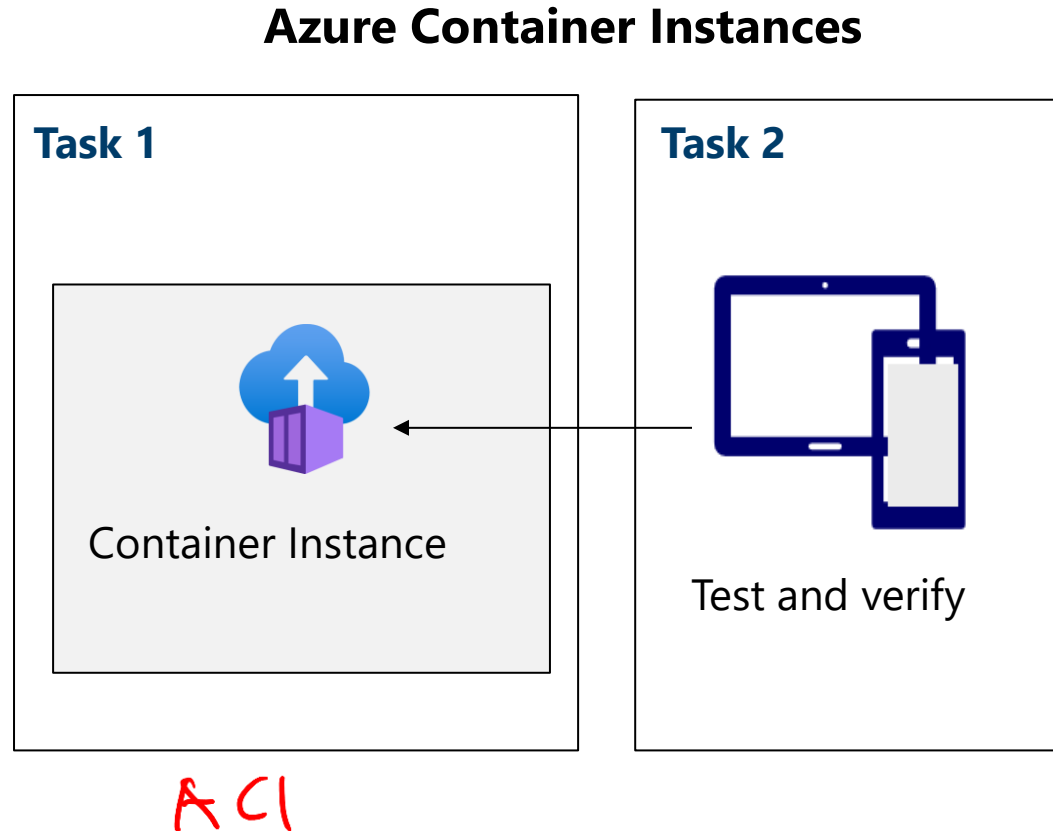 Azure Container Instances
Task 1
Task 2
Container Instance
Test and verify
ACI